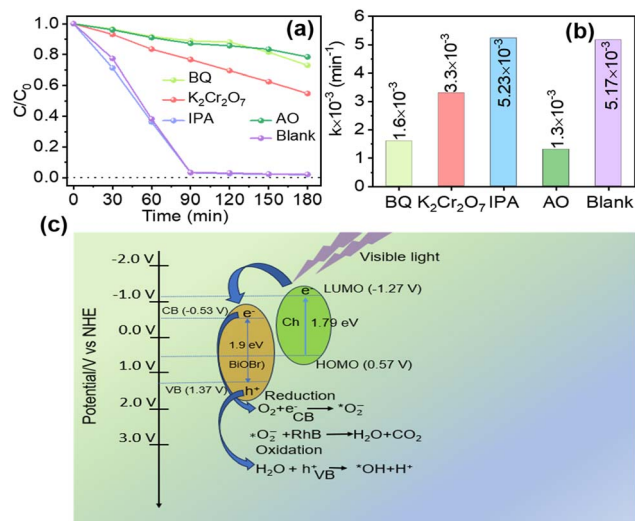 (a)
C/C₀
1.0
0.8
0.6
0.4
0.2
0.0
BQ
K₂Cr₂O₇
IPA
AO
Blank
0 30 60 90 120 150 180
Time (min)
(b)
k×10⁻³ (min⁻¹)
5
4
3
2
1
0
1.6×10⁻³
3.3×10⁻³
5.23×10⁻³
1.3×10⁻³
5.17×10⁻³
BQ K₂Cr₂O₇ IPA AO Blank
(c)
Potential/V vs NHE
-2.0 V
-1.0 V
0.0 V
1.0 V
2.0 V
3.0 V
Visible light
e⁻ LUMO (-1.27 V)
CB (-0.53 V) e⁻
Ch 1.79 eV
1.9 eV
BiOBr)
HOMO (0.57 V)
VB (1.37 V) h⁺
Reduction
O₂+e⁻ → *O₂⁻
CB
*O₂⁻ +RhB → H₂O+CO₂
Oxidation
H₂O + h⁺ → *OH+H⁺
VB